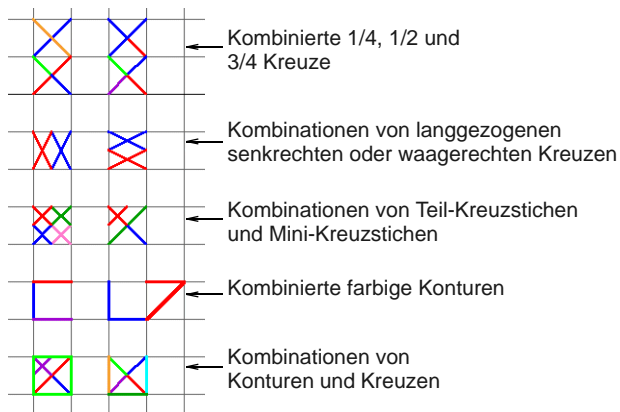 Kombinierte 1/4, 1/2 und
3/4 Kreuze
Kombinationen von langgezogenen
senkrechten oder waagerechten Kreuzen
Kombinationen von Teil-Kreuzstichen
und Mini-Kreuzstichen
Kombinierte farbige Konturen
Kombinationen von
Konturen und Kreuzen